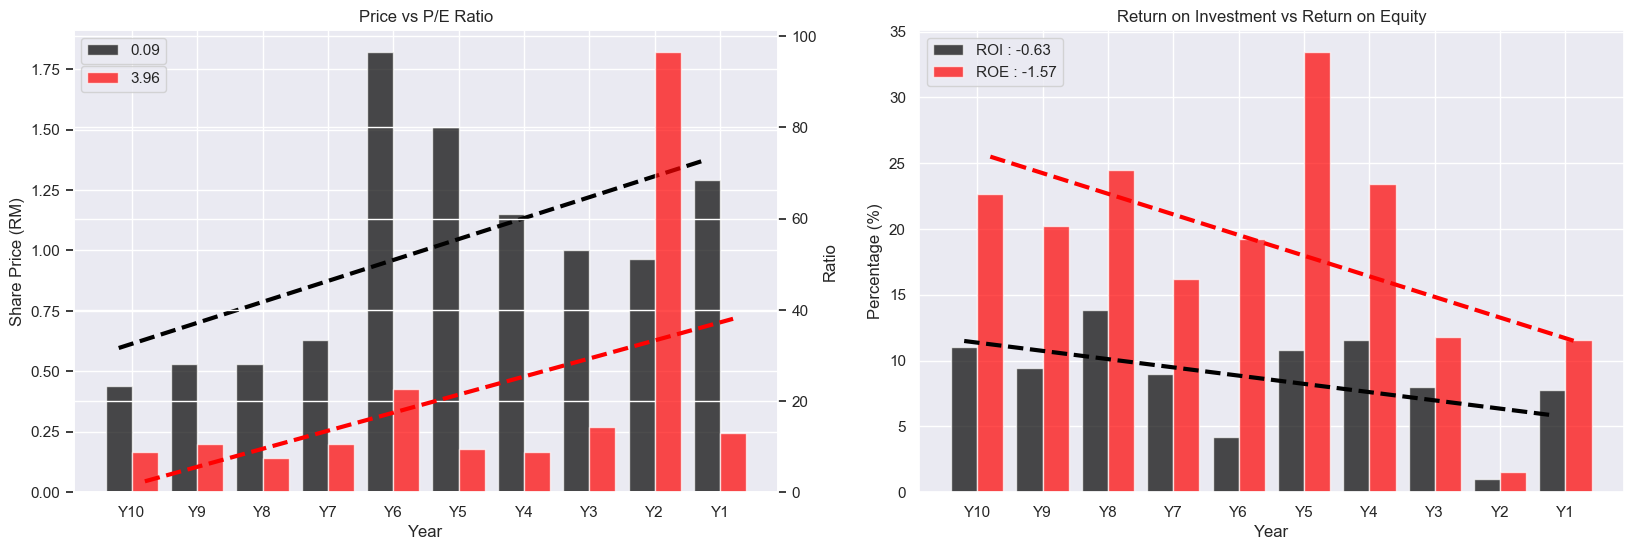 Price vs P/E Ratio
0.09
3.96
Share Price (RM)
1.75
1.50
1.25
1.00
0.75
0.50
0.25
0.00
100
80
60
40
20
0
Ratio
Y10 Y9 Y8 Y7 Y6 Y5 Y4 Y3 Y2 Y1
Year
Return on Investment vs Return on Equity
ROI : -0.63
ROE : -1.57
Percentage (%)
35
30
25
20
15
10
5
0
Y10 Y9 Y8 Y7 Y6 Y5 Y4 Y3 Y2 Y1
Year